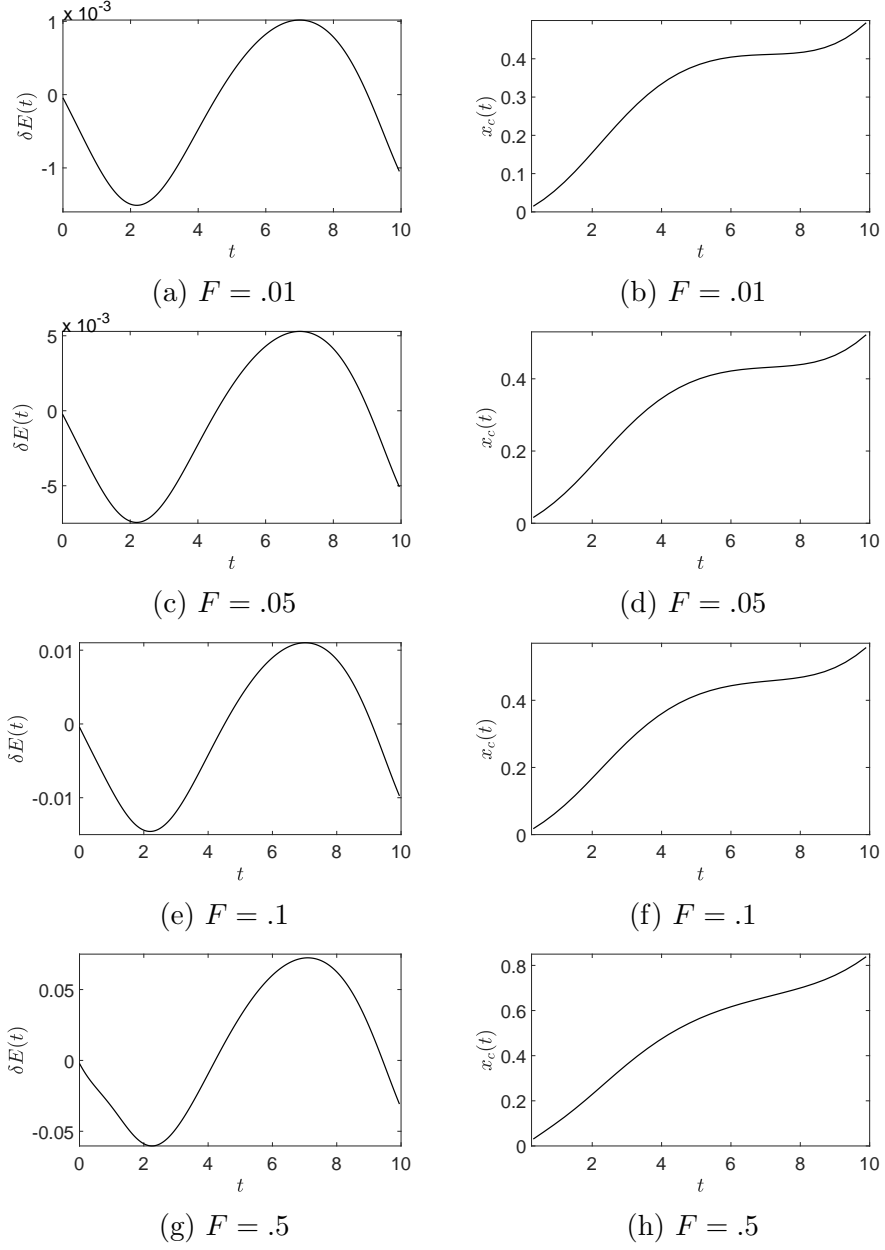 x 10-3
1
0
-1
δE(t)
0 2 4 6 8 10
t
(a) F = .01
0.4
0.3
0.2
0.1
0
xc(t)
2 4 6 8 10
t
(b) F = .01
x 10-3
5
0
-5
δE(t)
0 2 4 6 8 10
t
(c) F = .05
0.4
0.2
0
xc(t)
2 4 6 8 10
t
(d) F = .05
0.01
0
-0.01
δE(t)
0 2 4 6 8 10
t
(e) F = .1
0.4
0.2
0
xc(t)
2 4 6 8 10
t
(f) F = .1
0.05
0
-0.05
δE(t)
0 2 4 6 8 10
t
(g) F = .5
0.8
0.6
0.4
0.2
0
xc(t)
2 4 6 8 10
t
(h) F = .5